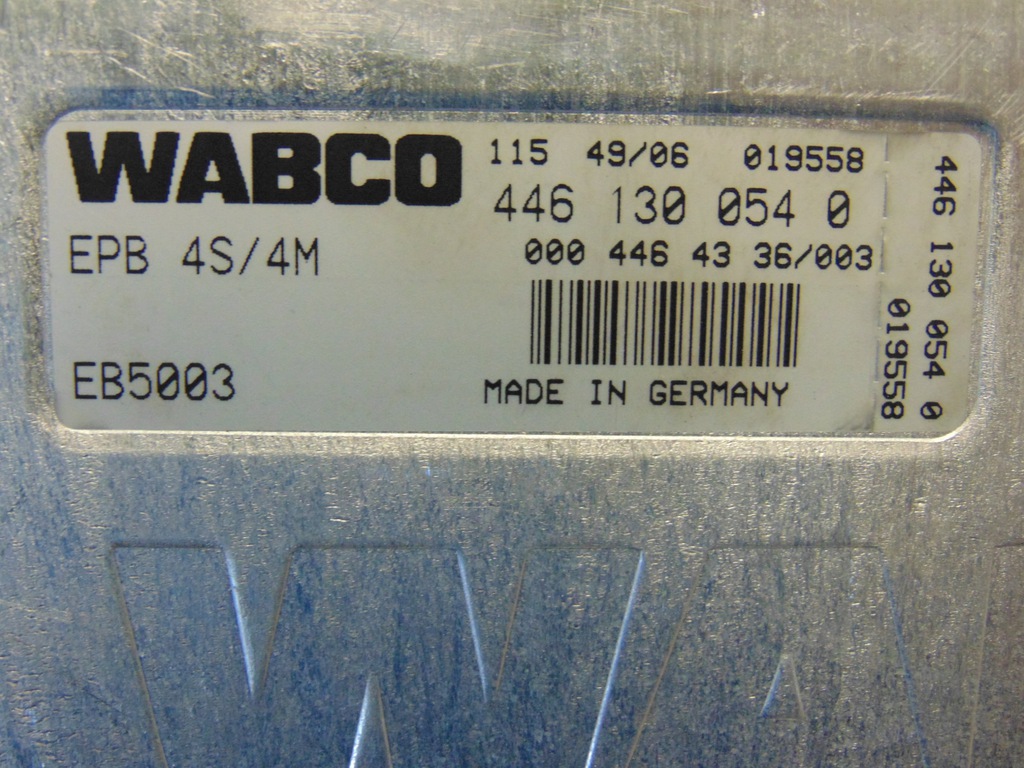 WABCO
115 49/06 019558
446 130 054 0
EPB 4S/4M
000 446 43 36/003
EB5003
MADE IN GERMANY
446 130 054 0
019558
WA